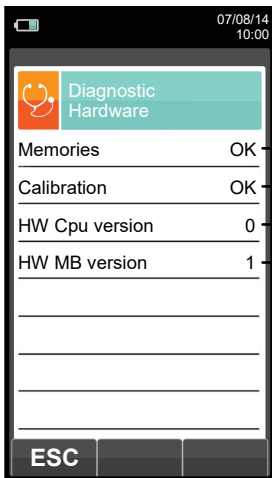 07/08/14
10:00
Diagnostic
Hardware
Memories OK
Calibration OK
HW Cpu version 0
HW MB version 1
ESC